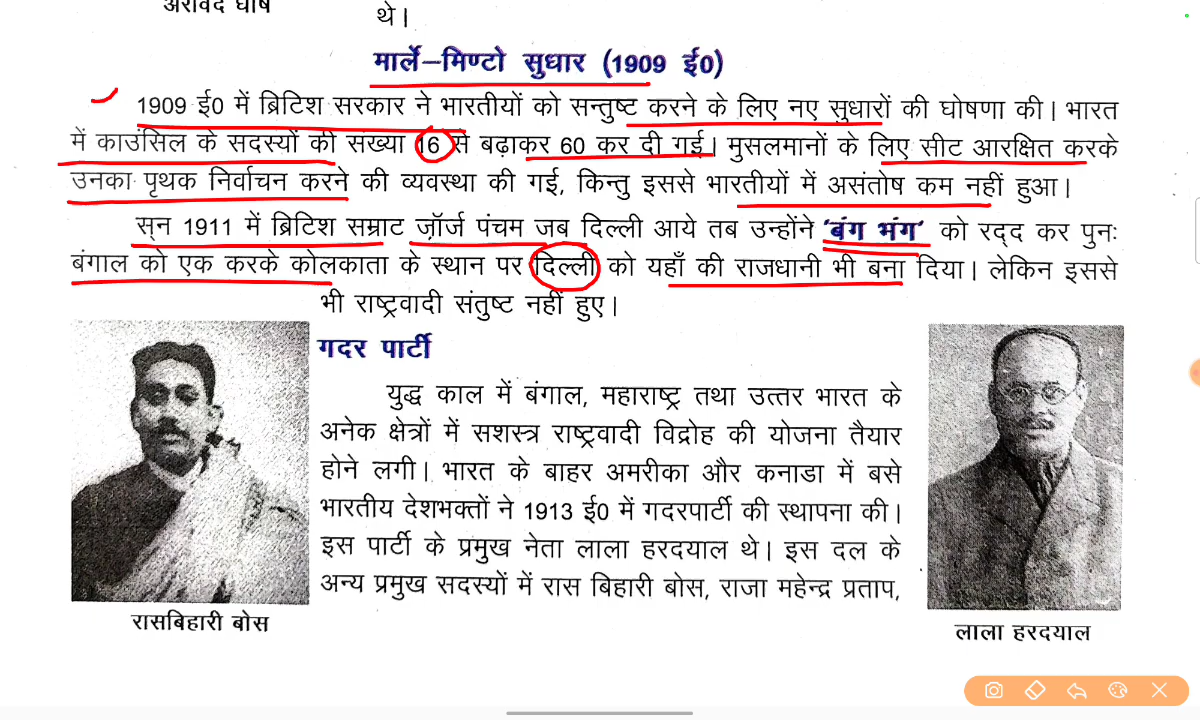 अरविंद घोष
थे।
मार्ले–मिण्टो सुधार (1909 ई0)
1909 ई0 में ब्रिटिश सरकार ने भारतीयों को सन्तुष्ट करने के लिए नए सुधारों की घोषणा की। भारत
में काउंसिल के सदस्यों की संख्या 16 से बढ़ाकर 60 कर दी गई। मुसलमानों के लिए सीट आरक्षित करके
उनका पृथक निर्वाचन करने की व्यवस्था की गई, किन्तु इससे भारतीयों में असंतोष कम नहीं हुआ।
सन 1911 में ब्रिटिश सम्राट जॉर्ज पंचम जब दिल्ली आये तब उन्होंने ‘बंग भंग’ को रद्द कर पुनः
बंगाल को एक करके कोलकाता के स्थान पर दिल्ली को यहाँ की राजधानी भी बना दिया। लेकिन इससे
भी राष्ट्रवादी संतुष्ट नहीं हुए।
गदर पार्टी
युद्ध काल में बंगाल, महाराष्ट्र तथा उत्तर भारत के
अनेक क्षेत्रों में सशस्त्र राष्ट्रवादी विद्रोह की योजना तैयार
होने लगी। भारत के बाहर अमरीका और कनाडा में बसे
भारतीय देशभक्तों ने 1913 ई0 में गदरपार्टी की स्थापना की।
इस पार्टी के प्रमुख नेता लाला हरदयाल थे। इस दल के
अन्य प्रमुख सदस्यों में रास बिहारी बोस, राजा महेन्द्र प्रताप,
रासबिहारी बोस
लाला हरदयाल